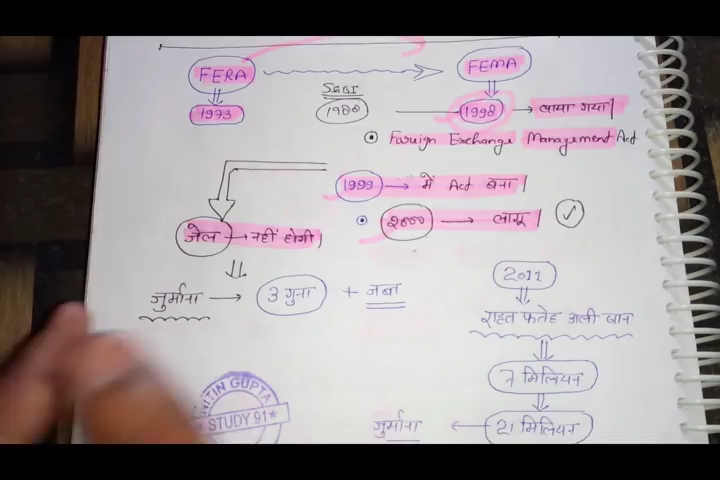 FERA → FEMA
1973
SEBI
1988 — 1998 → लाया गया
Foreign Exchange Management Act
1999 → में Act बना
2000 → लागू
जेल → नहीं होगी
जुर्माना → 3 गुना + जब्त
2011
राहत फतेह अली खान
7 मिलियन
जुर्माना ← 21 मिलियन
NITIN GUPTA
STUDY 91